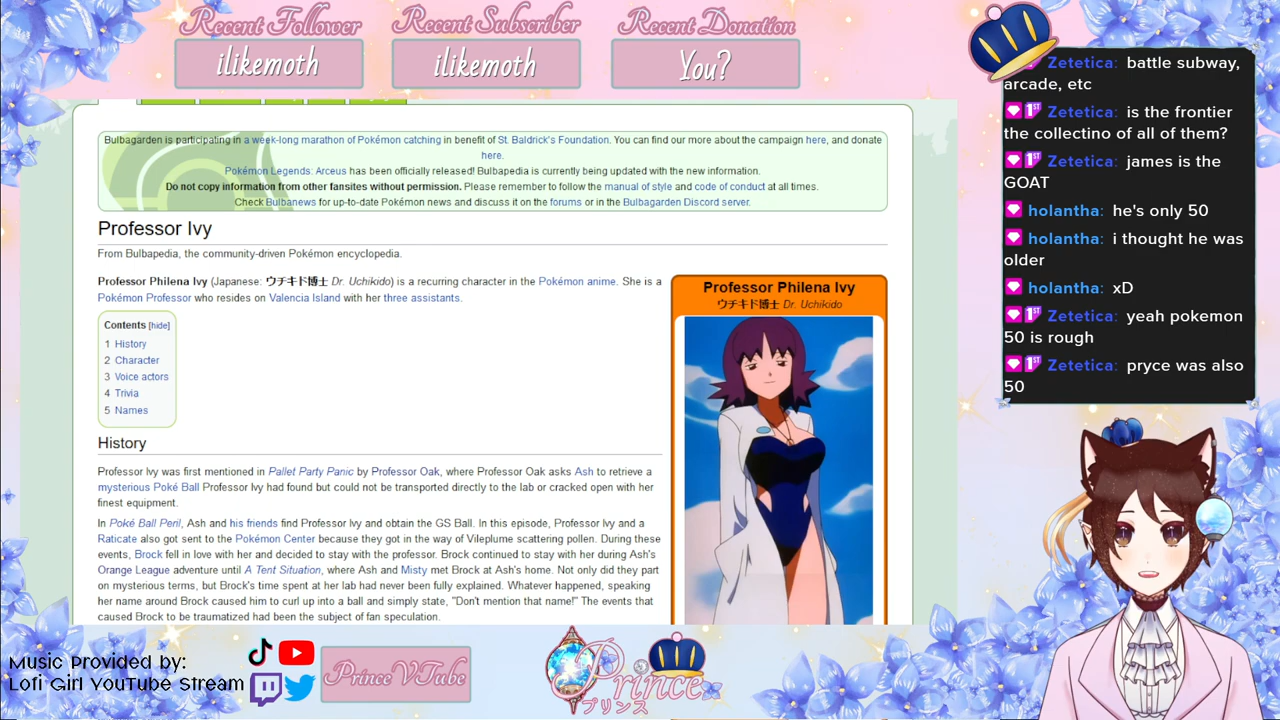 Recent Follower
Recent Subscriber
Recent Donation
ilikemoth
ilikemoth
You?
Bulbagarden is participating in a week-long marathon of Pokémon catching in benefit of St. Baldrick's Foundation. You can find our more about the campaign here, and donate
here.
Pokémon Legends: Arceus has been officially released! Bulbapedia is currently being updated with the new information.
Do not copy information from other fansites without permission. Please remember to follow the manual of style and code of conduct at all times.
Check Bulbanews for up-to-date Pokémon news and discuss it on the forums or in the Bulbagarden Discord server.
Professor Ivy
From Bulbapedia, the community-driven Pokémon encyclopedia.
Professor Philena Ivy (Japanese: ウチキド博士 Dr. Uchikido) is a recurring character in the Pokémon anime. She is a
Pokémon Professor who resides on Valencia Island with her three assistants.
Contents [hide]
1 History
2 Character
3 Voice actors
4 Trivia
5 Names
Professor Philena Ivy
ウチキド博士 Dr. Uchikido
History
Professor Ivy was first mentioned in Pallet Party Panic by Professor Oak, where Professor Oak asks Ash to retrieve a
mysterious Poké Ball Professor Ivy had found but could not be transported directly to the lab or cracked open with her
finest equipment.
In Poké Ball Peril, Ash and his friends find Professor Ivy and obtain the GS Ball. In this episode, Professor Ivy and a
Raticate also got sent to the Pokémon Center because they got in the way of Vileplume scattering pollen. During these
events, Brock fell in love with her and decided to stay with the professor. Brock continued to stay with her during Ash's
Orange League adventure until A Tent Situation, where Ash and Misty met Brock at Ash's home. Not only did they part
on mysterious terms, but Brock's time spent at her lab had never been fully explained. Whatever happened, speaking
her name around Brock caused him to curl up into a ball and simply state, "Don't mention that name!" The events that
caused Brock to be traumatized had been the subject of fan speculation.
Zetetica: battle subway,
arcade, etc
1ST Zetetica: is the frontier
the collectino of all of them?
1ST Zetetica: james is the
GOAT
holantha: he's only 50
holantha: i thought he was
older
holantha: xD
1ST Zetetica: yeah pokemon
50 is rough
1ST Zetetica: pryce was also
50
Music Provided by:
Lofi Girl YouTube Stream
PrinceVTube
Prince
プリンス